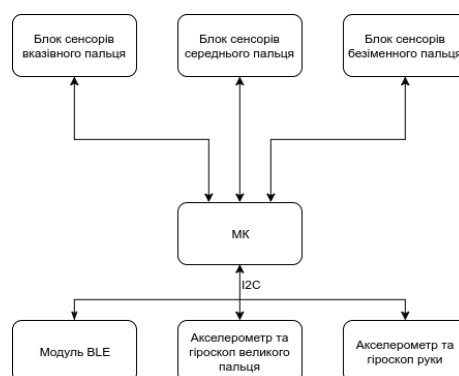 Блок сенсорів
вказівного пальця
Блок сенсорів
середнього пальця
Блок сенсорів
безіменного пальця
МК
I2C
Модуль BLE
Акселерометр та
гіроскоп великого
пальця
Акселерометр та
гіроскоп руки